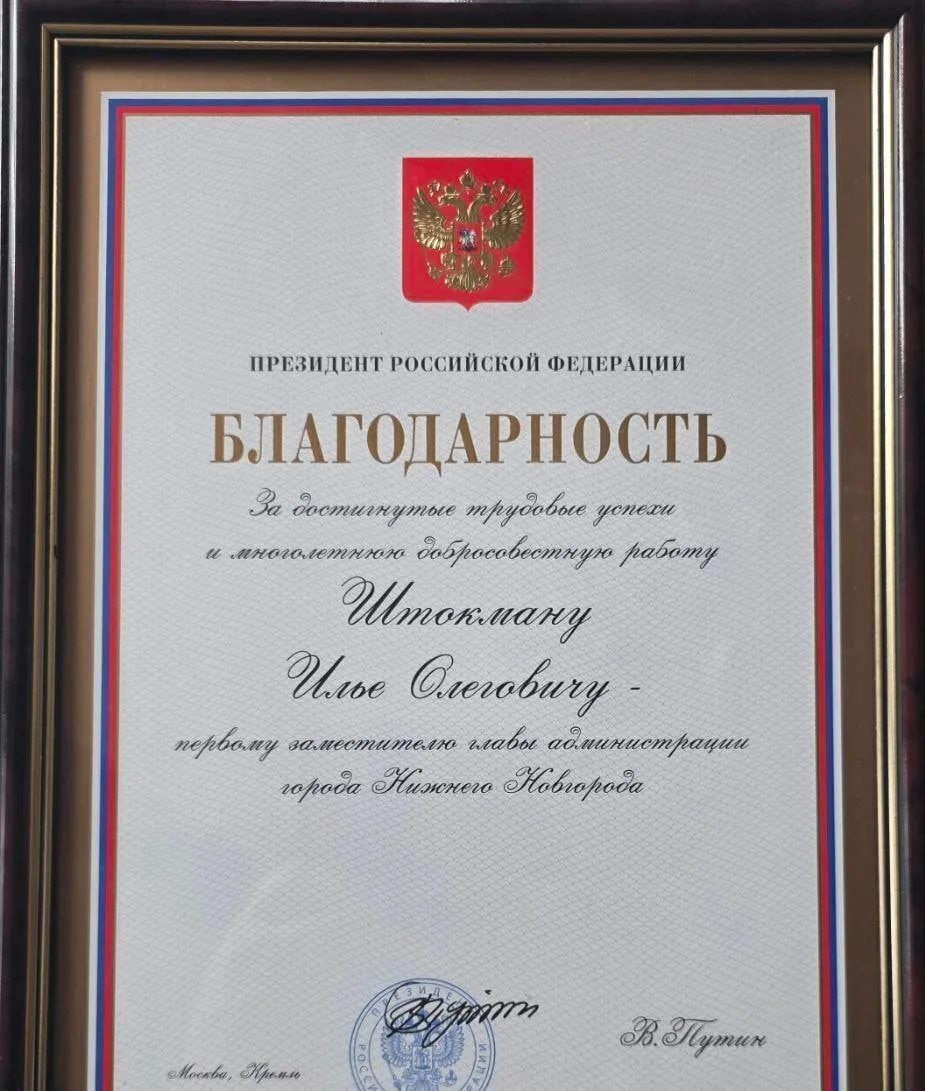 ПРЕЗИДЕНТ РОССИЙСКОЙ ФЕДЕРАЦИИ
БЛАГОДАРНОСТЬ
За достигнутые трудовые успехи
и многолетнюю добросовестную работу
Штокману
Илье Олеговичу -
первому заместителю главы администрации
города Нижнего Новгорода
В.Путин
Москва, Кремль